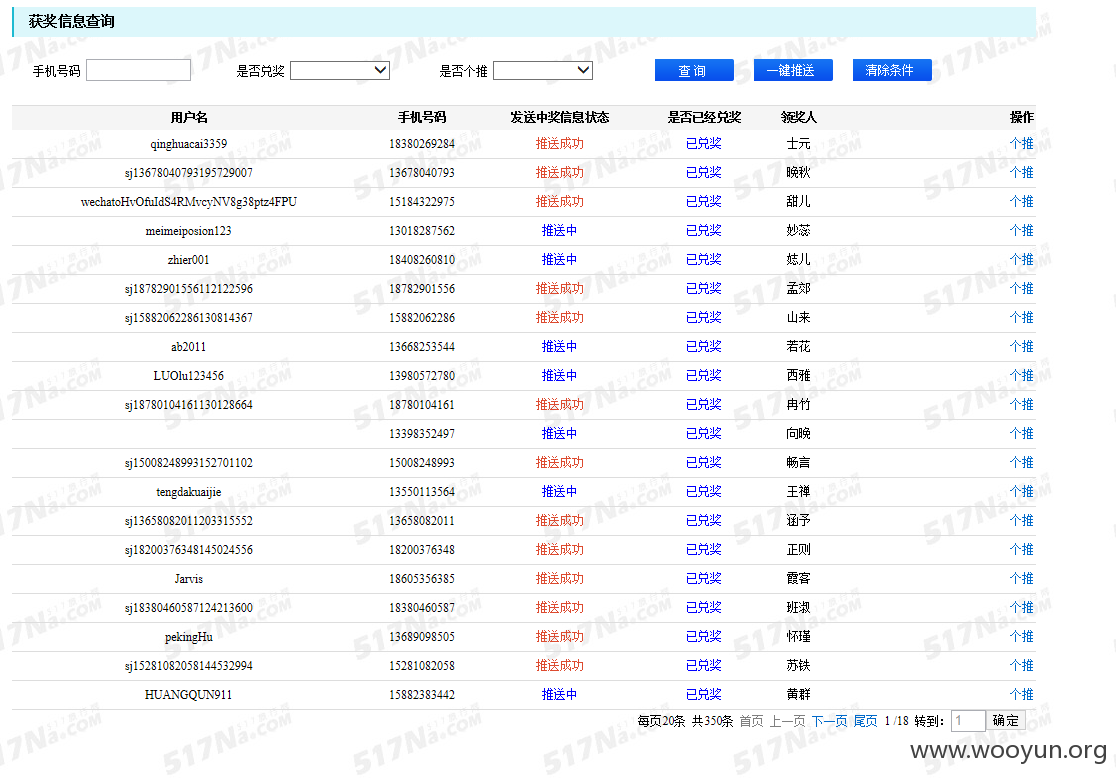 获奖信息查询
手机号码 是否兑奖 是否个推 查 询 一键推送 清除条件
用户名 手机号码 发送中奖信息状态 是否已经兑奖 领奖人 操作
qinghuacai3359 18380269284 推送成功 已兑奖 士元 个推
sj13678040793195729007 13678040793 推送成功 已兑奖 晚秋 个推
wechatoHvOfuIdS4RMvcyNV8g38ptz4FPU 15184322975 推送成功 已兑奖 甜儿 个推
meimeiposion123 13018287562 推送中 已兑奖 妙蕊 个推
zhier001 18408260810 推送中 已兑奖 儿 个推
sj18782901556112122596 18782901556 推送成功 已兑奖 孟郊 个推
sj15882062286130814367 15882062286 推送成功 已兑奖 山来 个推
ab2011 13668253544 推送中 已兑奖 若花 个推
LUOlu123456 13980572780 推送中 已兑奖 西雅 个推
sj18780104161130128664 18780104161 推送成功 已兑奖 冉竹 个推
13398352497 推送中 已兑奖 向晚 个推
sj15008248993152701102 15008248993 推送成功 已兑奖 畅言 个推
tengdakuaijie 13550113564 推送中 已兑奖 王禅 个推
sj13658082011203315552 13658082011 推送成功 已兑奖 涵予 个推
sj18200376348145024556 18200376348 推送成功 已兑奖 正则 个推
Jarvis 18605356385 推送成功 已兑奖 霞客 个推
sj18380460587124213600 18380460587 推送成功 已兑奖 班淑 个推
pekingHu 13689098505 推送成功 已兑奖 怀瑾 个推
sj15281082058144532994 15281082058 推送成功 已兑奖 苏轶 个推
HUANGQUN911 15882383442 推送中 已兑奖 黄群 个推
每页20条 共350条 首页 上一页 下一页 尾页 1 /18 转到: 1 确定
www.wooyun.org